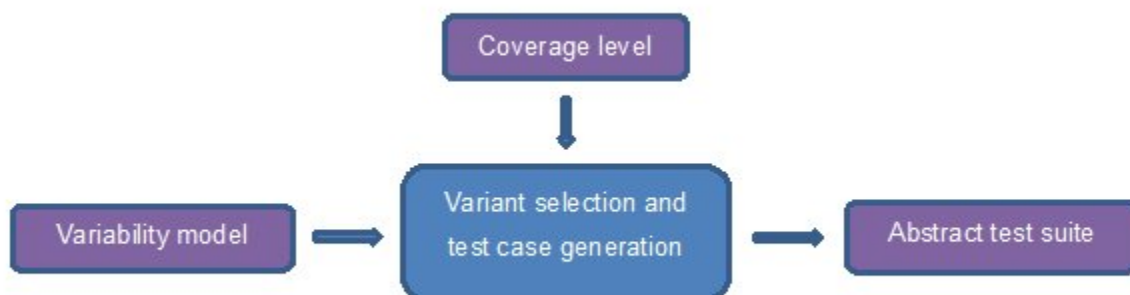 Coverage level
Variant selection and
test case generation
Variability model
Abstract test suite